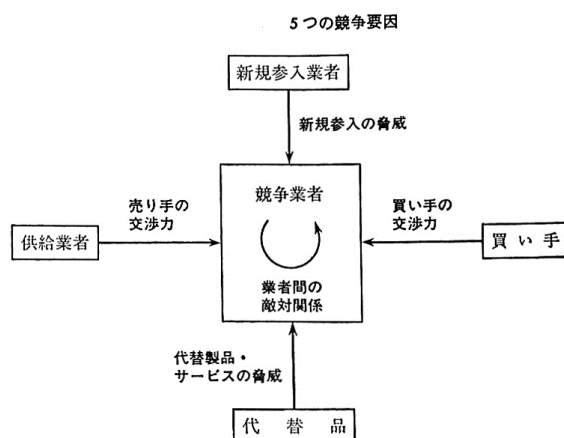 5つの競争要因
新規参入業者
新規参入の脅威
競争業者
売り手の
交渉力
買い手の
交渉力
供給業者
買い手
業者間の
敵対関係
代替製品・
サービスの脅威
代替品